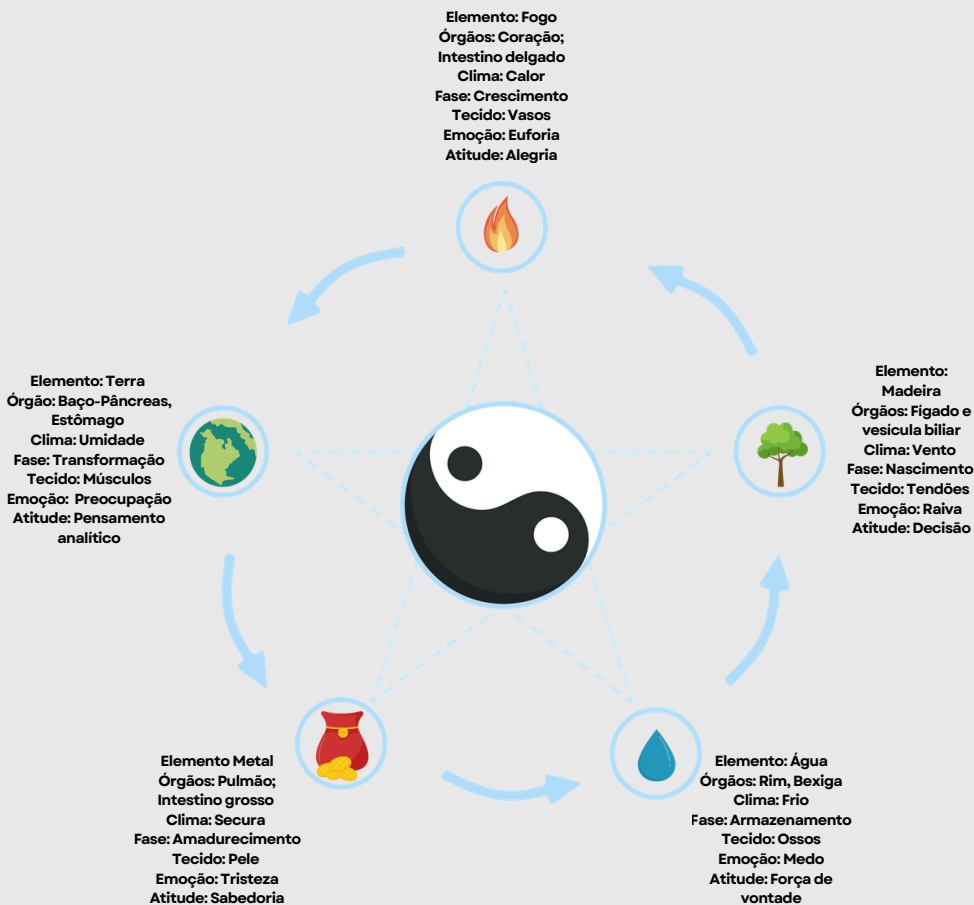 Elemento: Fogo
Órgãos: Coração;
Intestino delgado
Clima: Calor
Fase: Crescimento
Tecido: Vasos
Emoção: Euforia
Atitude: Alegria
Elemento: Terra
Órgão: Baço-Pâncreas,
Estômago
Clima: Umidade
Fase: Transformação
Tecido: Músculos
Emoção: Preocupação
Atitude: Pensamento
analítico
Elemento:
Madeira
Órgãos: Fígado e
vesícula biliar
Clima: Vento
Fase: Nascimento
Tecido: Tendões
Emoção: Raiva
Atitude: Decisão
Elemento Metal
Órgãos: Pulmão;
Intestino grosso
Clima: Secura
Fase: Amadurecimento
Tecido: Pele
Emoção: Tristeza
Atitude: Sabedoria
Elemento: Água
Órgãos: Rim, Bexiga
Clima: Frio
Fase: Armazenamento
Tecido: Ossos
Emoção: Medo
Atitude: Força de
vontade